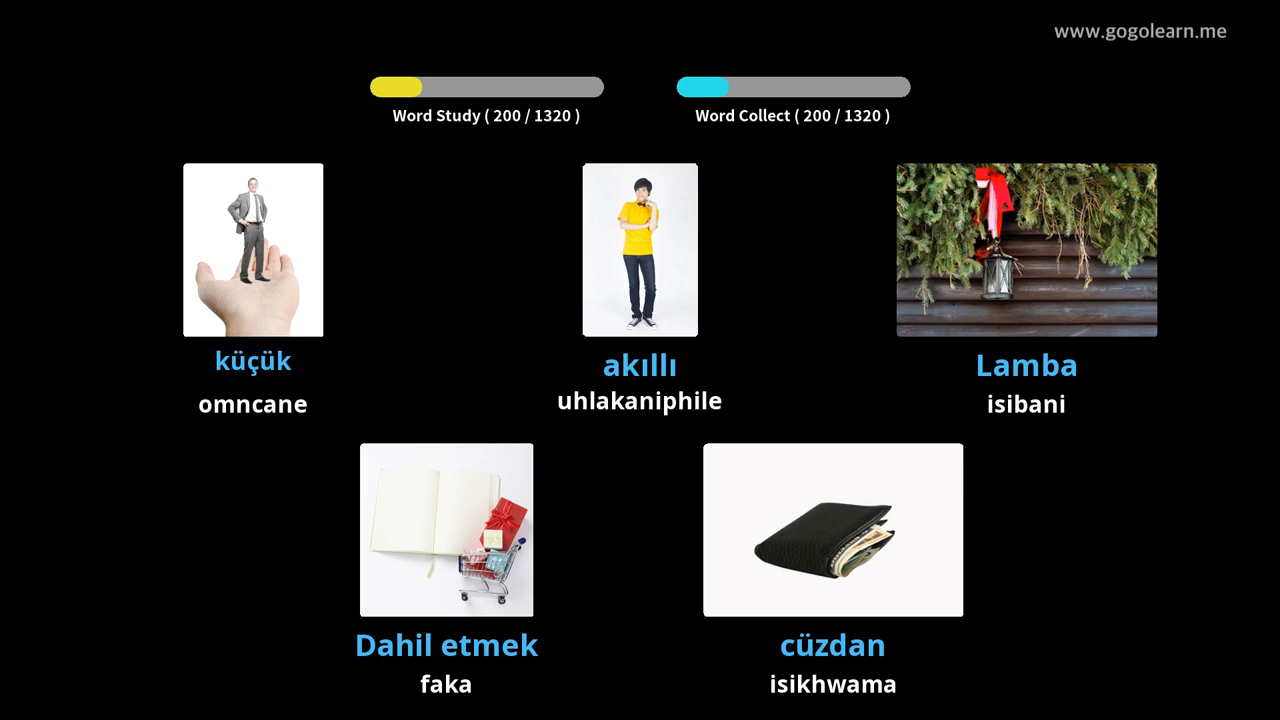 www.gogolearn.me
Word Study ( 200 / 1320 )
Word Collect ( 200 / 1320 )
küçük
omncane
akıllı
uhlakaniphile
Lamba
isibani
Dahil etmek
faka
cüzdan
isikhwama